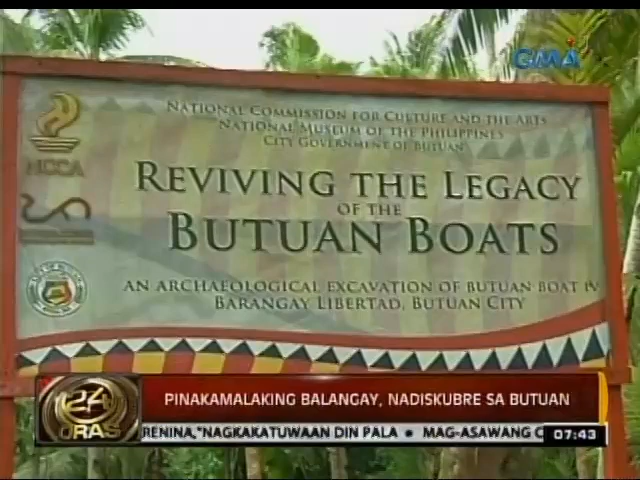 GMA
NATIONAL COMMISSION FOR CULTURE AND THE ARTS
NATIONAL MUSEUM OF THE PHILIPPINES
CITY GOVERNMENT OF BUTUAN
NCCA
REVIVING THE LEGACY
OF THE
BUTUAN BOATS
AN ARCHAEOLOGICAL EXCAVATION OF BUTUAN BOAT IV
BARANGAY LIBERTAD, BUTUAN CITY
24 ORAS
PINAKAMALAKING BALANGAY, NADISKUBRE SA BUTUAN
RENINA,"NAGKAKATUWAAN DIN PALA MAG-ASAWANG C
07:43